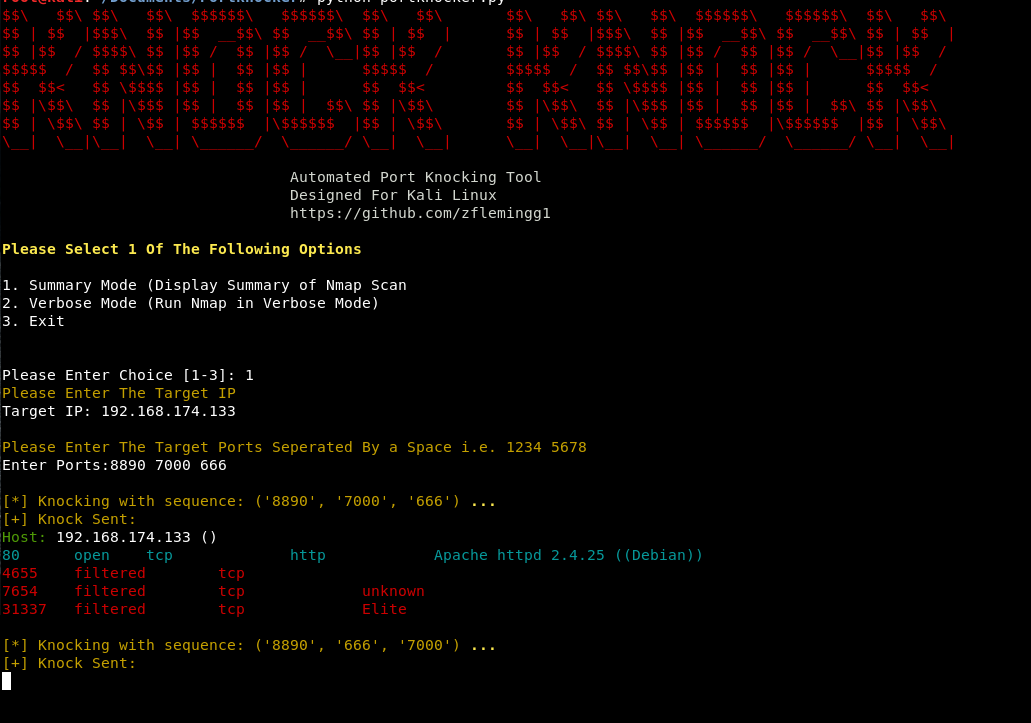 root@kali:~/Documents/PortKnocker# python portknocker.py
$$\   $$\ $$\   $$\  $$$$$$\   $$$$$$\  $$\   $$\       $$\   $$\ $$\   $$\  $$$$$$\   $$$$$$\  $$\   $$\
$$ | $$  |$$$\  $$ |$$  __$$\ $$  __$$\ $$ | $$  |      $$ | $$  |$$$\  $$ |$$  __$$\ $$  __$$\ $$ | $$  |
$$ |$$  / $$$$\ $$ |$$ /  $$ |$$ /  \__|$$ |$$  /       $$ |$$  / $$$$\ $$ |$$ /  $$ |$$ /  \__|$$ |$$  /
$$$$$  /  $$ $$\$$ |$$ |  $$ |$$ |      $$$$$  /        $$$$$  /  $$ $$\$$ |$$ |  $$ |$$ |      $$$$$  /
$$  $$<   $$ \$$$$ |$$ |  $$ |$$ |      $$  $$<         $$  $$<   $$ \$$$$ |$$ |  $$ |$$ |      $$  $$<
$$ |\$$\  $$ |\$$$ |$$ |  $$ |$$ |  $$\ $$ |\$$\        $$ |\$$\  $$ |\$$$ |$$ |  $$ |$$ |  $$\ $$ |\$$\
$$ | \$$\ $$ | \$$ | $$$$$$  |\$$$$$$  |$$ | \$$\       $$ | \$$\ $$ | \$$ | $$$$$$  |\$$$$$$  |$$ | \$$\
\__|  \__|\__|  \__| \______/  \______/ \__|  \__|      \__|  \__|\__|  \__| \______/  \______/ \__|  \__|
Automated Port Knocking Tool
Designed For Kali Linux
https://github.com/zflemingg1
Please Select 1 Of The Following Options
1. Summary Mode (Display Summary of Nmap Scan
2. Verbose Mode (Run Nmap in Verbose Mode)
3. Exit
Please Enter Choice [1-3]: 1
Please Enter The Target IP
Target IP: 192.168.174.133
Please Enter The Target Ports Seperated By a Space i.e. 1234 5678
Enter Ports:8890 7000 666
[*] Knocking with sequence: ('8890', '7000', '666') ...
[+] Knock Sent:
Host: 192.168.174.133 ()
80      open    tcp             http            Apache httpd 2.4.25 ((Debian))
4655    filtered        tcp
7654    filtered        tcp             unknown
31337   filtered        tcp             Elite
[*] Knocking with sequence: ('8890', '666', '7000') ...
[+] Knock Sent: